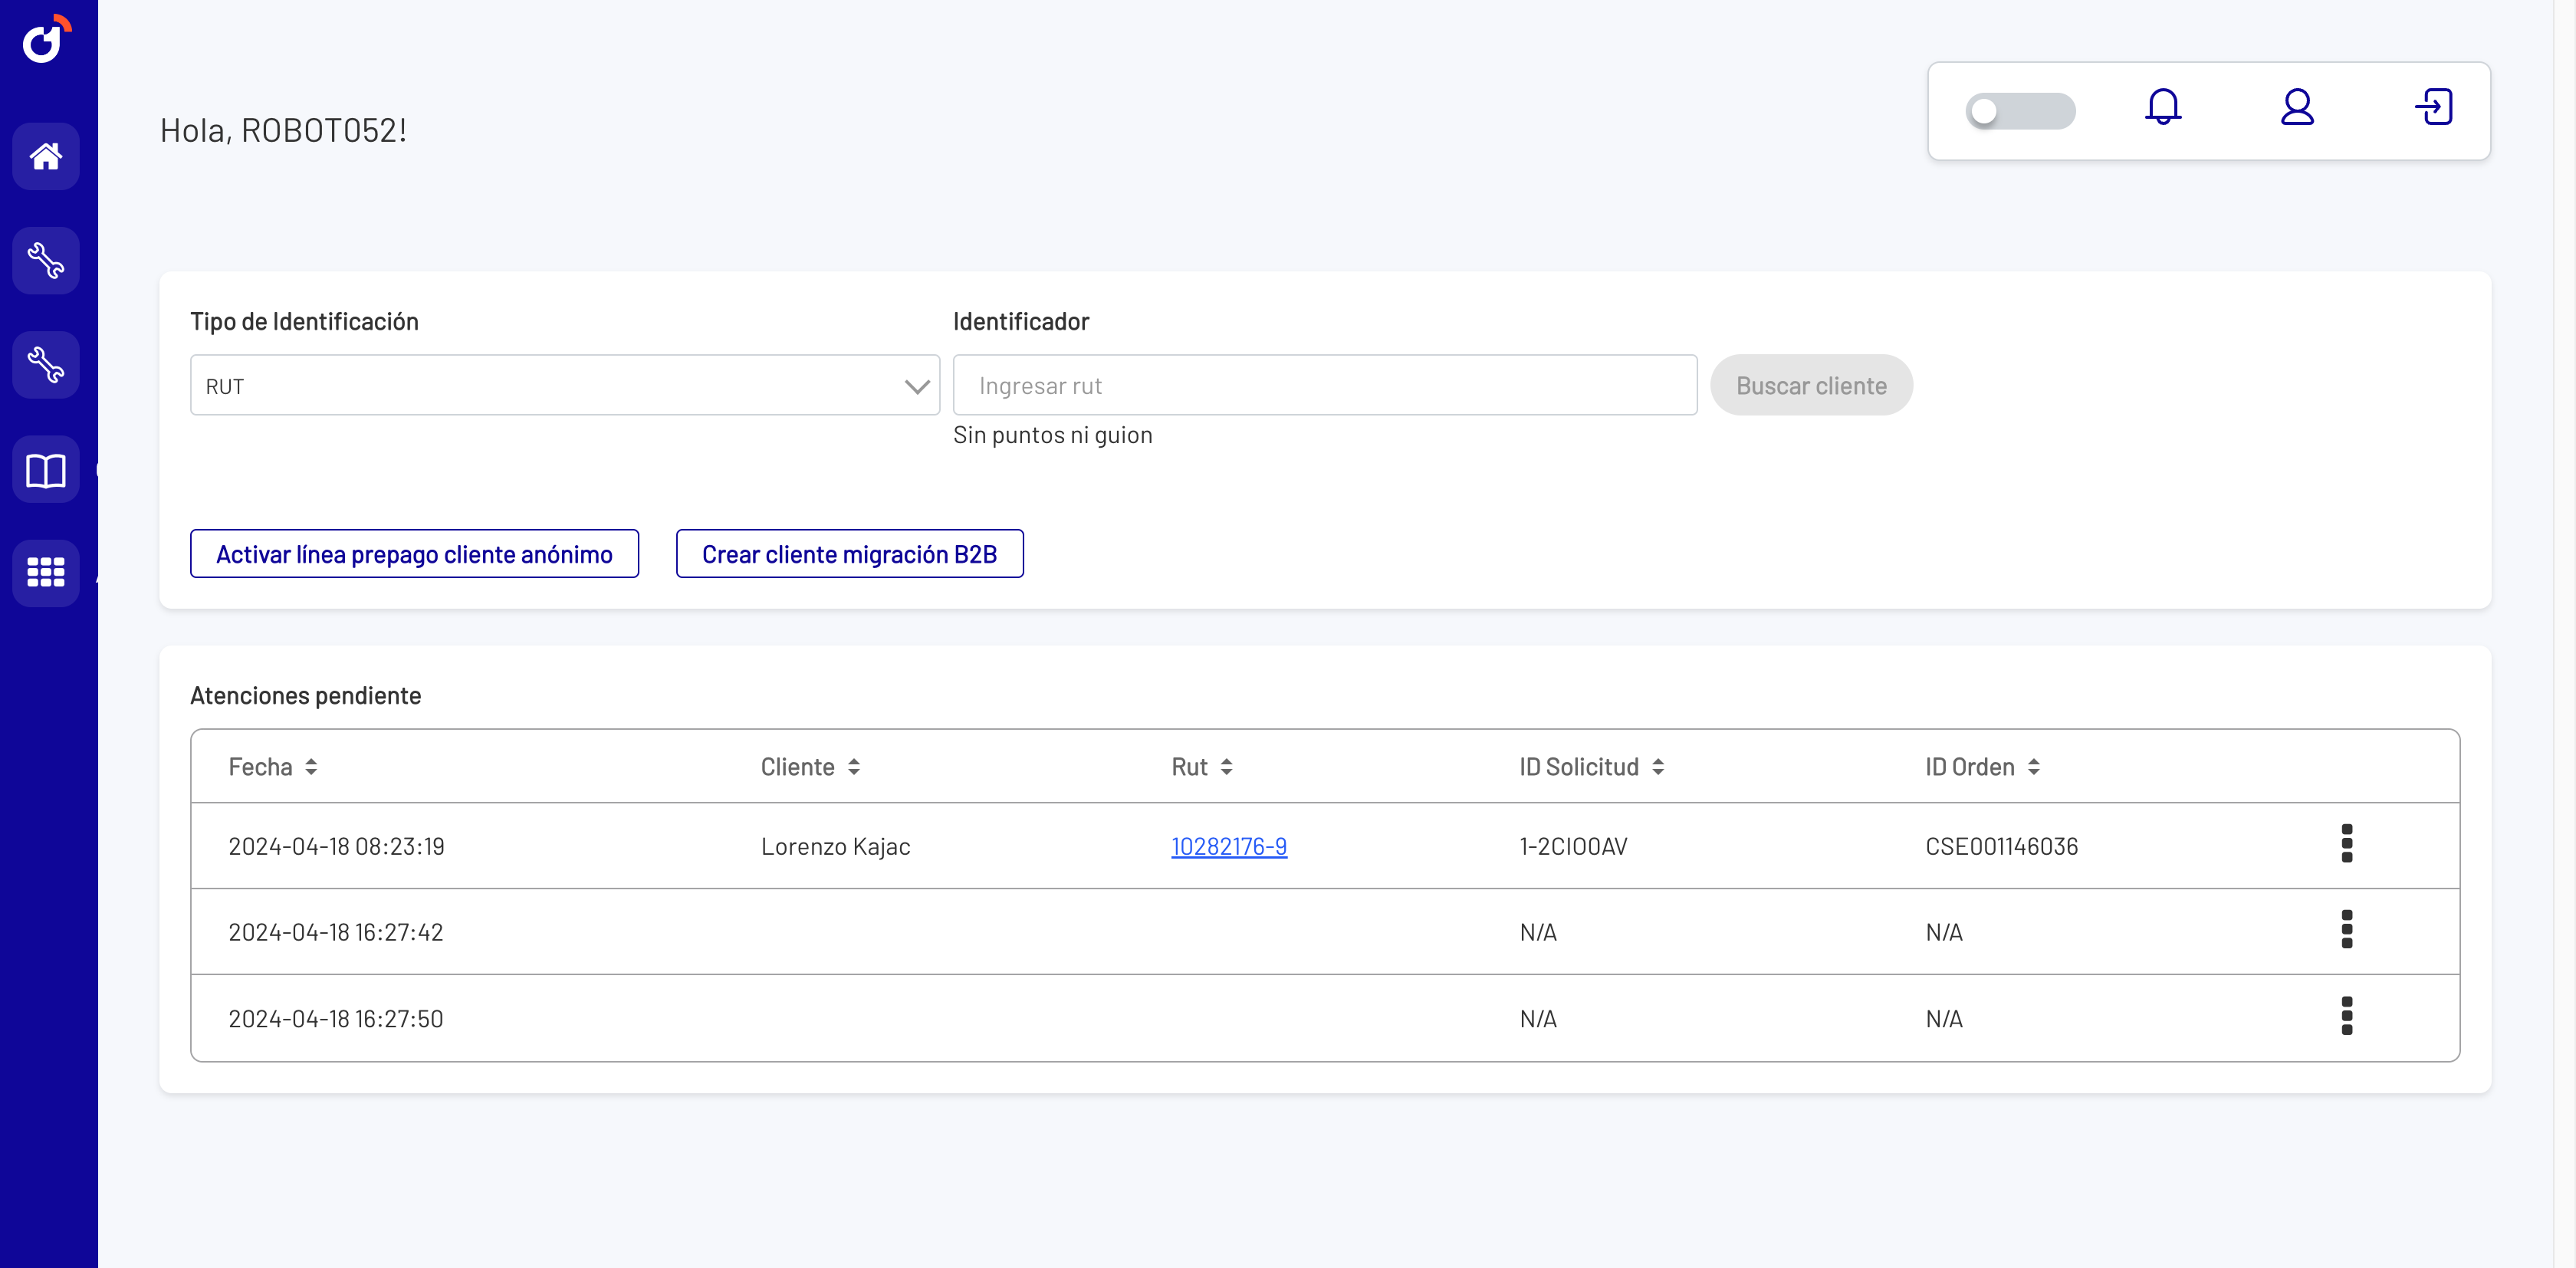 Hola, ROBOT052!
Tipo de Identificación
Identificador
RUT
Ingresar rut
Buscar cliente
Sin puntos ni guion
Activar línea prepago cliente anónimo
Crear cliente migración B2B
Atenciones pendiente
Fecha Cliente Rut ID Solicitud ID Orden
2024-04-18 08:23:19 Lorenzo Kajac 10282176-9 1-2CIO0AV CSE001146036
2024-04-18 16:27:42 N/A N/A
2024-04-18 16:27:50 N/A N/A